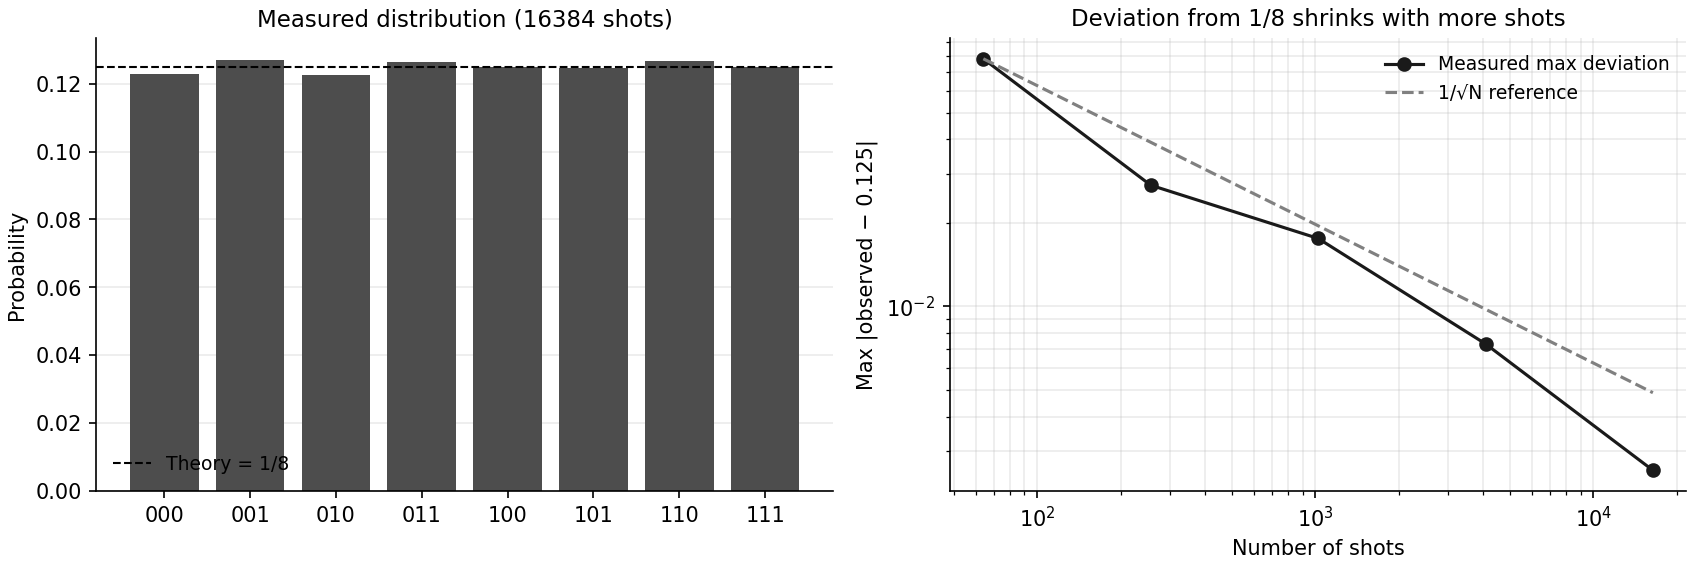 Measured distribution (16384 shots)
Probability
0.12
0.10
0.08
0.06
0.04
0.02
0.00
Theory = 1/8
000 001 010 011 100 101 110 111
Deviation from 1/8 shrinks with more shots
Max |observed − 0.125|
Measured max deviation
1/√N reference
10⁻²
10² 10³ 10⁴
Number of shots